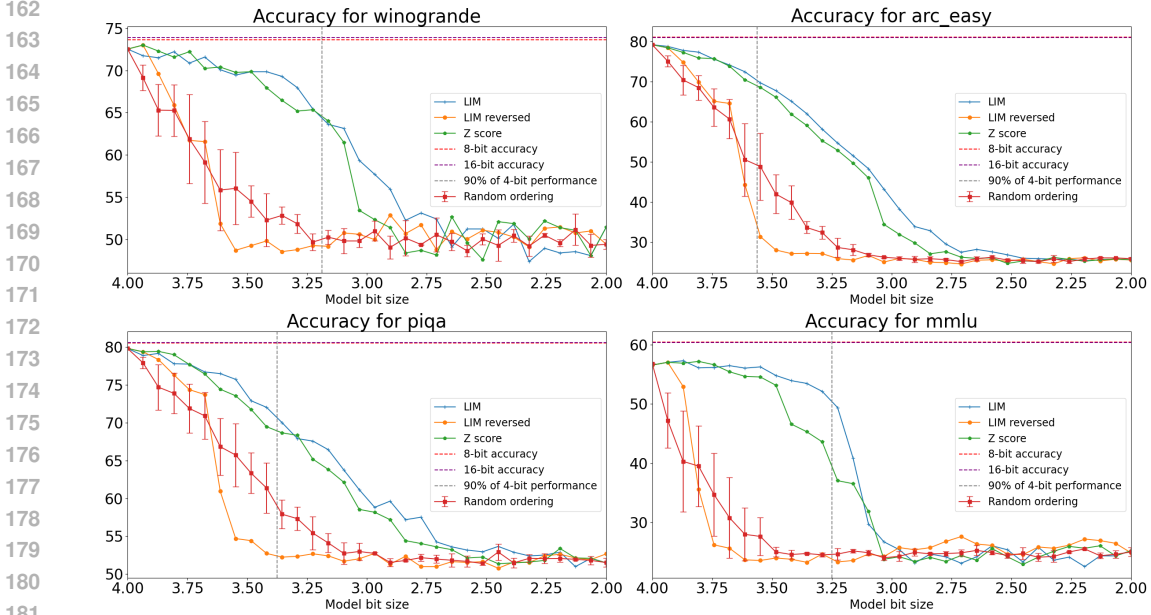 162
163
164
165
166
167
168
169
170
171
172
173
174
175
176
177
178
179
180
181
Accuracy for winogrande
75
70
65
60
55
50
LIM
LIM reversed
Z score
8-bit accuracy
16-bit accuracy
90% of 4-bit performance
Random ordering
4.00 3.75 3.50 3.25 3.00 2.75 2.50 2.25 2.00
Model bit size
Accuracy for arc_easy
80
70
60
50
40
30
LIM
LIM reversed
Z score
8-bit accuracy
16-bit accuracy
90% of 4-bit performance
Random ordering
4.00 3.75 3.50 3.25 3.00 2.75 2.50 2.25 2.00
Model bit size
Accuracy for piqa
80
75
70
65
60
55
50
LIM
LIM reversed
Z score
8-bit accuracy
16-bit accuracy
90% of 4-bit performance
Random ordering
4.00 3.75 3.50 3.25 3.00 2.75 2.50 2.25 2.00
Model bit size
Accuracy for mmlu
60
50
40
30
LIM
LIM reversed
Z score
8-bit accuracy
16-bit accuracy
90% of 4-bit performance
Random ordering
4.00 3.75 3.50 3.25 3.00 2.75 2.50 2.25 2.00
Model bit size